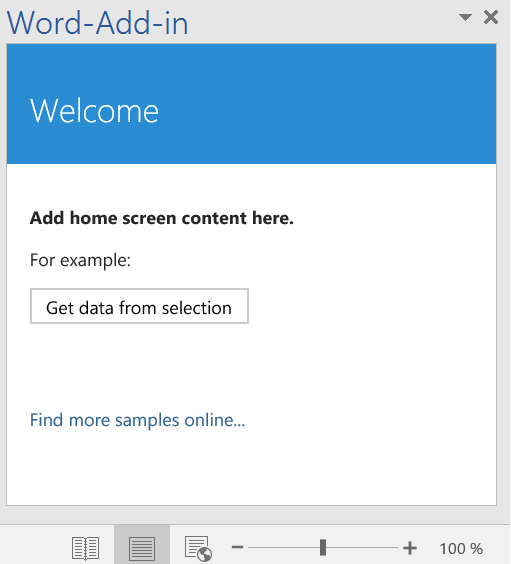 Word-Add-in
Welcome
Add home screen content here.
For example:
Get data from selection
Find more samples online...
100 %